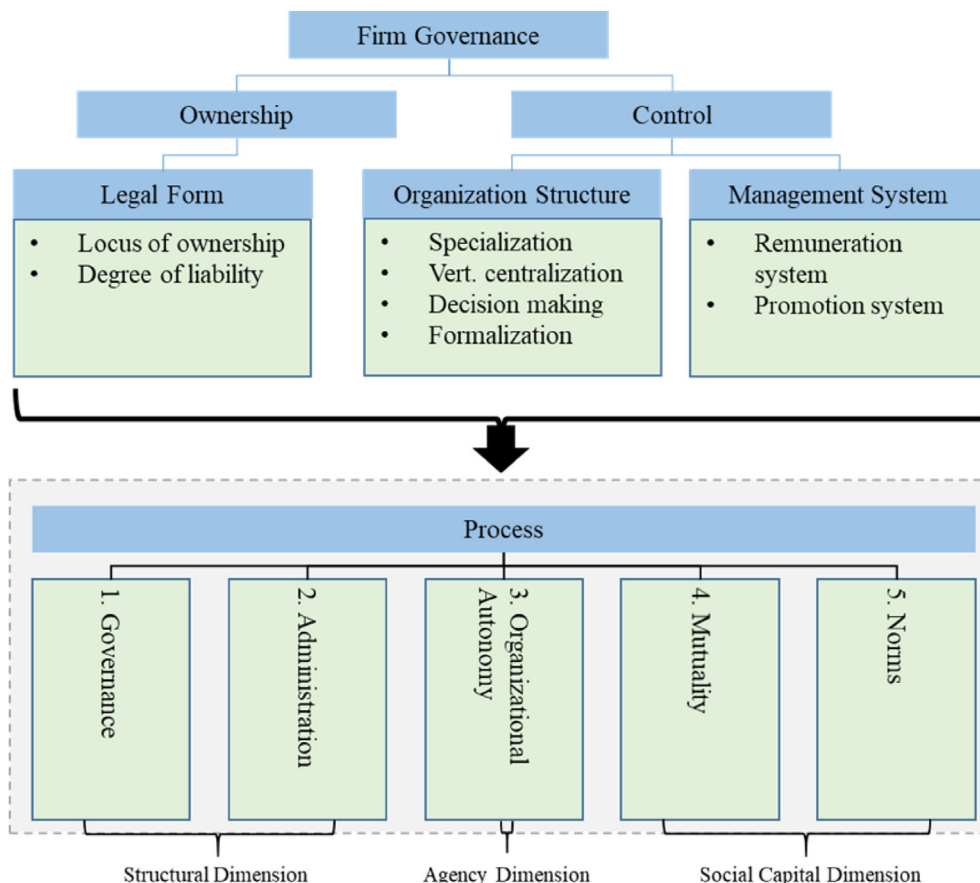 Firm Governance
Ownership
Control
Legal Form
• Locus of ownership
• Degree of liability
Organization Structure
• Specialization
• Vert. centralization
• Decision making
• Formalization
Management System
• Remuneration
system
• Promotion system
Process
1. Governance
2. Administration
3. Organizational
Autonomy
4. Mutuality
5. Norms
Structural Dimension
Agency Dimension
Social Capital Dimension